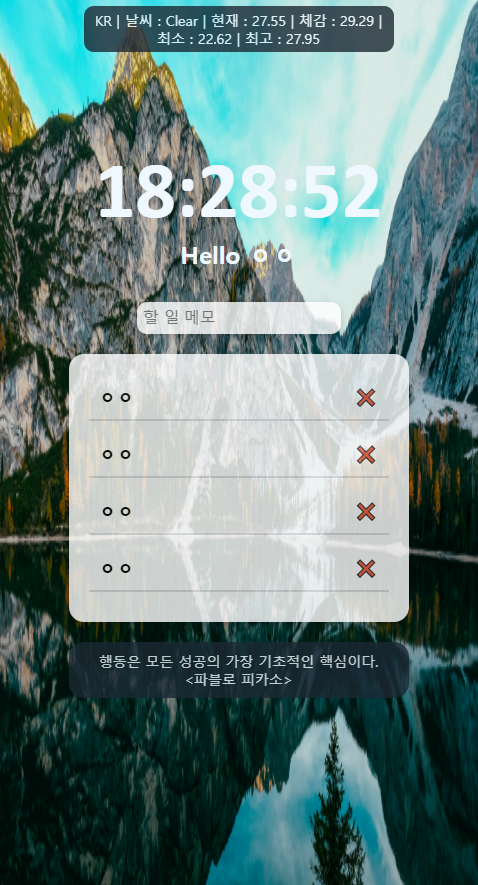 KR | 날씨 : Clear | 현재 : 27.55 | 체감 : 29.29 |
최소 : 22.62 | 최고 : 27.95
18:28:52
Hello ㅇㅇ
할 일 메모
ㅇㅇ
ㅇㅇ
ㅇㅇ
ㅇㅇ
행동은 모든 성공의 가장 기초적인 핵심이다.
<파블로 피카소>